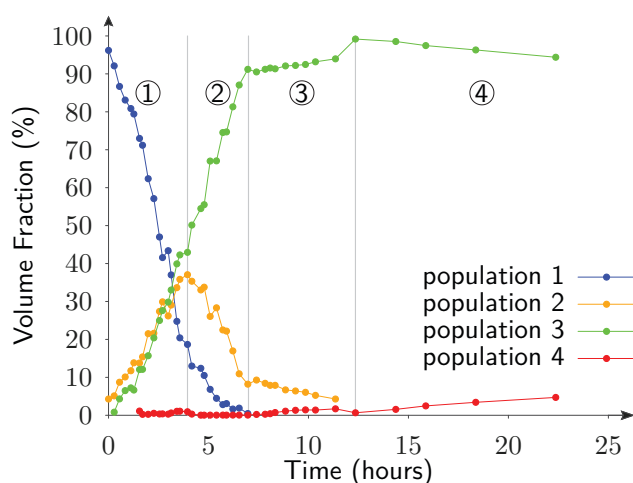 100
90
80
70
60
50
40
30
20
10
0
Volume Fraction (%)
① ② ③ ④
population 1
population 2
population 3
population 4
0 5 10 15 20 25
Time (hours)